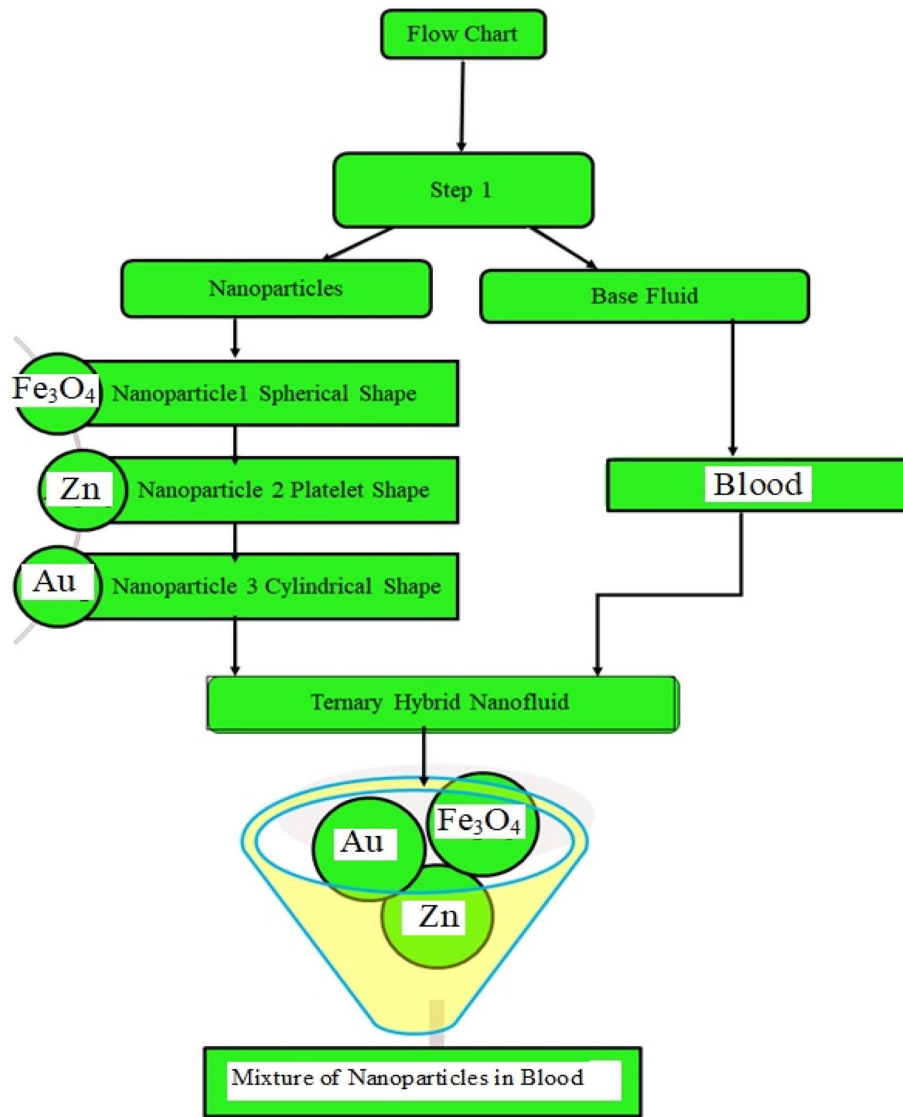 Flow Chart
Step 1
Nanoparticles
Base Fluid
Fe₃O₄
Nanoparticle1 Spherical Shape
Zn
Nanoparticle 2 Platelet Shape
Blood
Au
Nanoparticle 3 Cylindrical Shape
Ternary Hybrid Nanofluid
Au
Fe₃O₄
Zn
Mixture of Nanoparticles in Blood